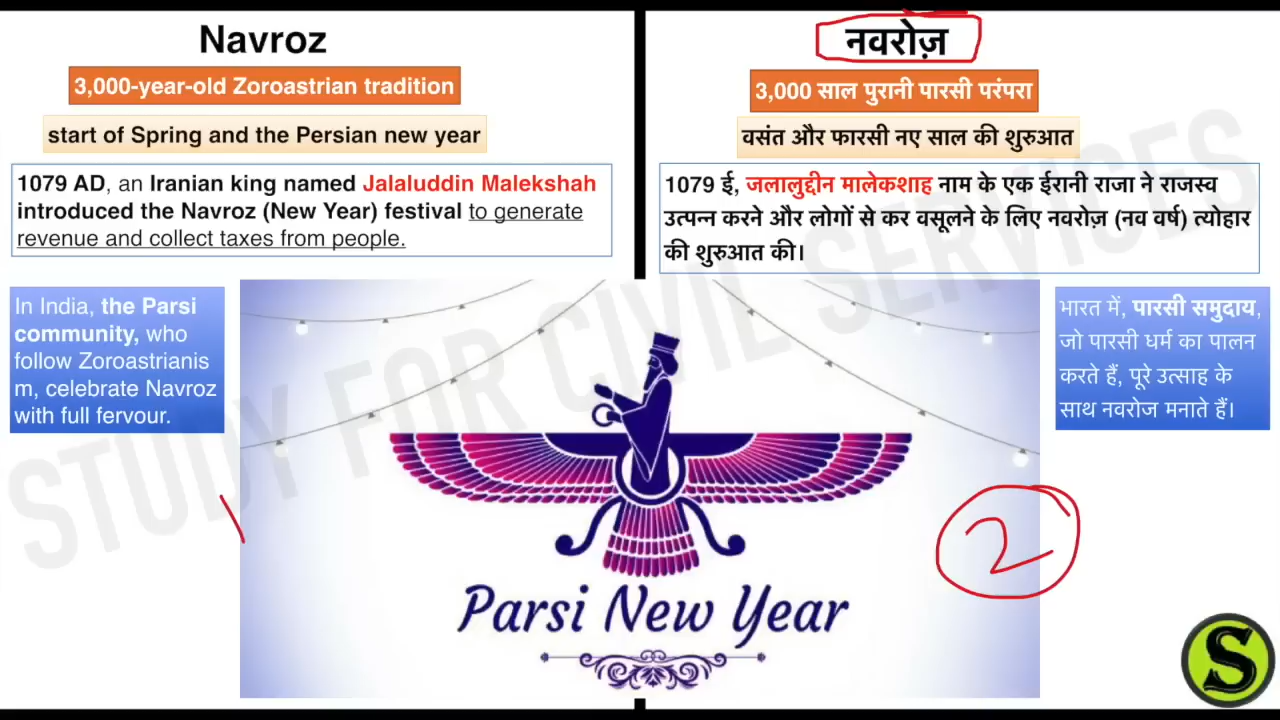 Navroz
3,000-year-old Zoroastrian tradition
start of Spring and the Persian new year
1079 AD, an Iranian king named Jalaluddin Malekshah
introduced the Navroz (New Year) festival to generate
revenue and collect taxes from people.
In India, the Parsi
community, who
follow Zoroastrianis
m, celebrate Navroz
with full fervour.
नवरोज़
3,000 साल पुरानी पारसी परंपरा
वसंत और फारसी नए साल की शुरुआत
1079 ई, जलालुद्दीन मालेकशाह नाम के एक ईरानी राजा ने राजस्व
उत्पन्न करने और लोगों से कर वसूलने के लिए नवरोज़ (नव वर्ष) त्योहार
की शुरुआत की।
भारत में, पारसी समुदाय,
जो पारसी धर्म का पालन
करते हैं, पूरे उत्साह के
साथ नवरोज मनाते हैं।
Parsi New Year
2
STUDY FOR CIVIL SERVICES
S